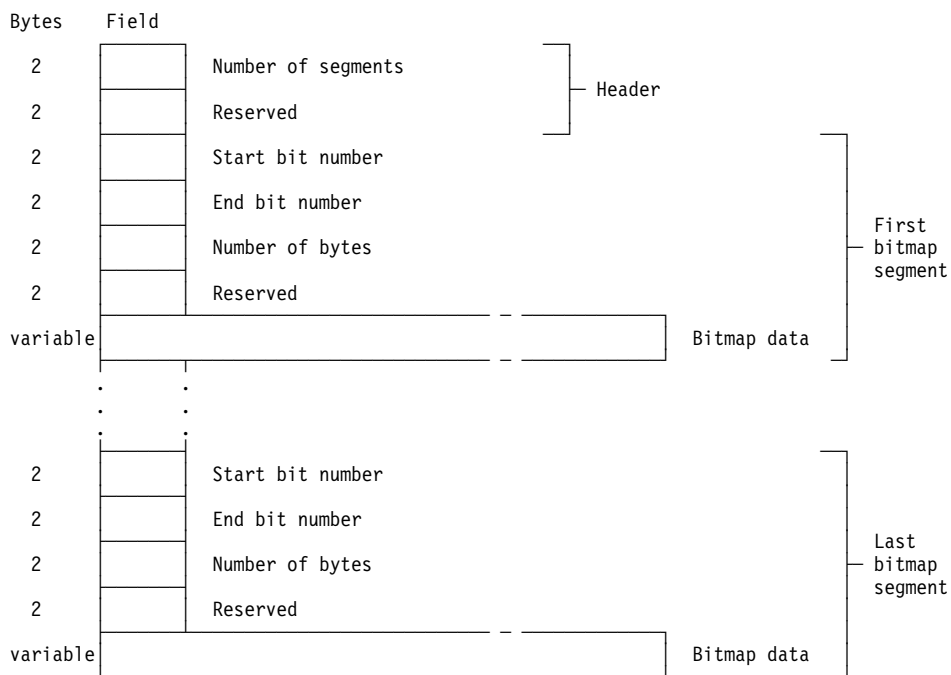 Bytes Field
2 Number of segments
Header
2 Reserved
2 Start bit number
2 End bit number
First
2 Number of bytes
bitmap
segment
2 Reserved
variable Bitmap data
2 Start bit number
2 End bit number
Last
2 Number of bytes
bitmap
segment
2 Reserved
variable Bitmap data